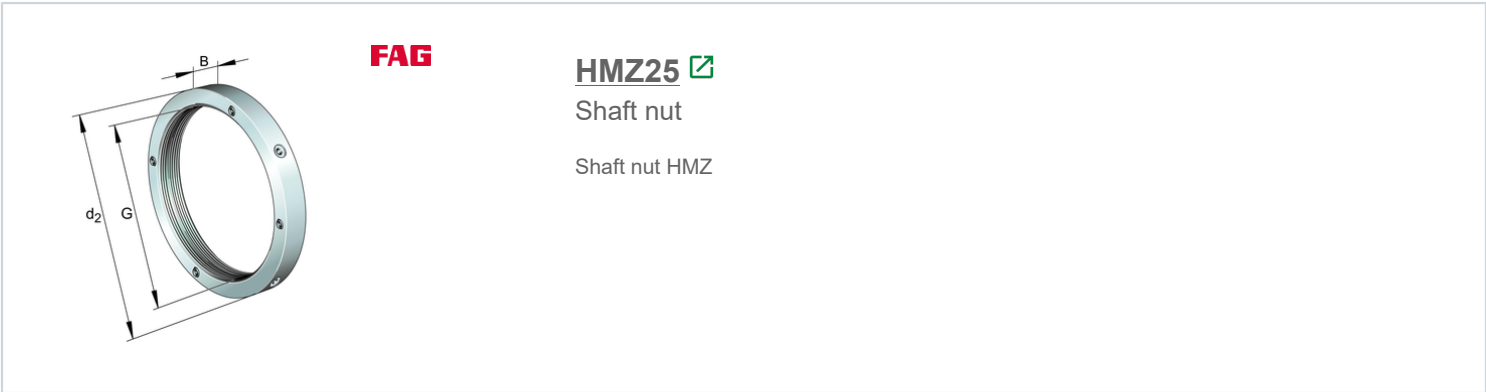 B
d2
G
FAG
HMZ25
Shaft nut
Shaft nut HMZ